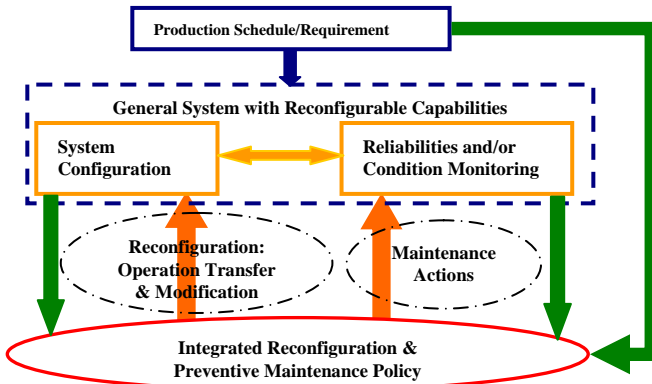 Production Schedule/Requirement
General System with Reconfigurable Capabilities
System
Configuration
Reliabilities and/or
Condition Monitoring
Reconfiguration:
Operation Transfer
& Modification
Maintenance
Actions
Integrated Reconfiguration &
Preventive Maintenance Policy